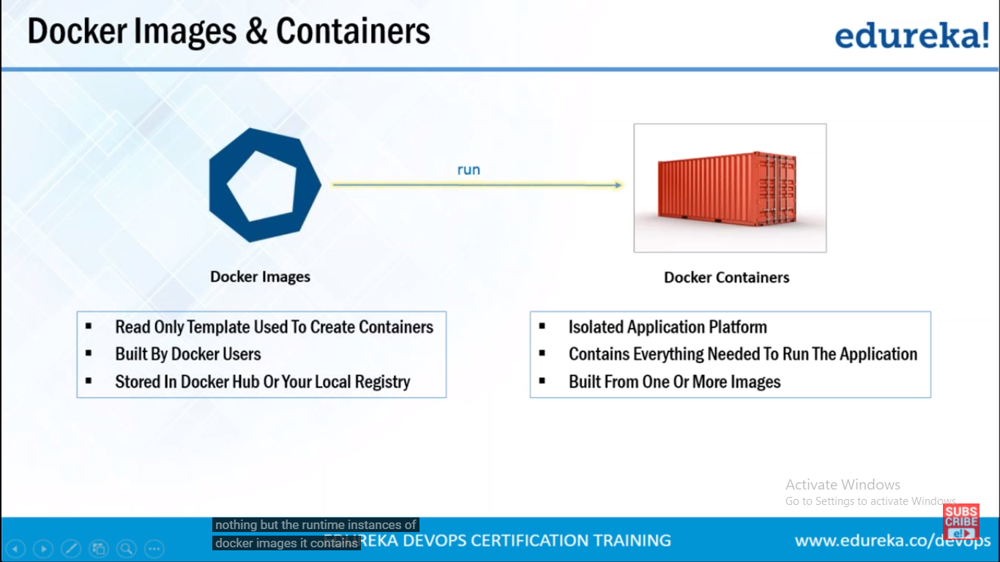 Docker Images & Containers
edureka!
run
Docker Images
Docker Containers
▪ Read Only Template Used To Create Containers
▪ Built By Docker Users
▪ Stored In Docker Hub Or Your Local Registry
▪ Isolated Application Platform
▪ Contains Everything Needed To Run The Application
▪ Built From One Or More Images
Activate Windows
Go to Settings to activate Windows.
SUBS
CRIBE
e!
nothing but the runtime instances of
docker images it contains
REKA DEVOPS CERTIFICATION TRAINING
www.edureka.co/devops